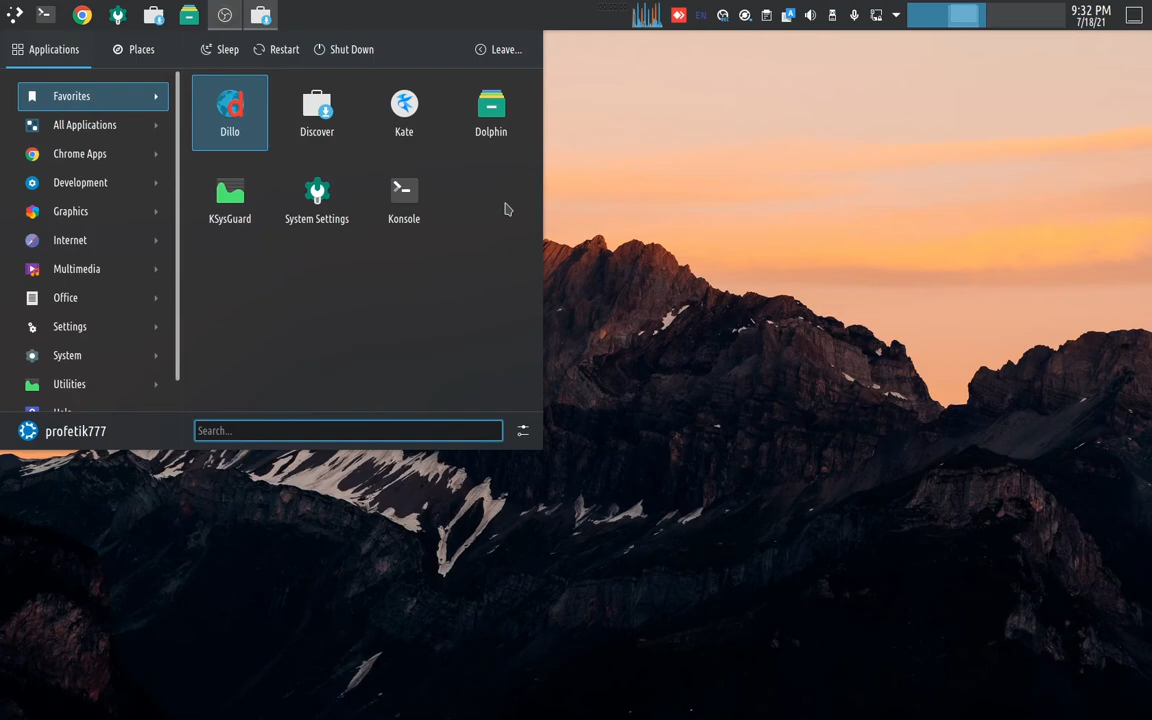 EN
9:32 PM
7/18/21
Applications
Places
Sleep
Restart
Shut Down
Leave...
Favorites
All Applications
Chrome Apps
Development
Graphics
Internet
Multimedia
Office
Settings
System
Utilities
Dillo
Discover
Kate
Dolphin
KSysGuard
System Settings
Konsole
profetik777
Search...